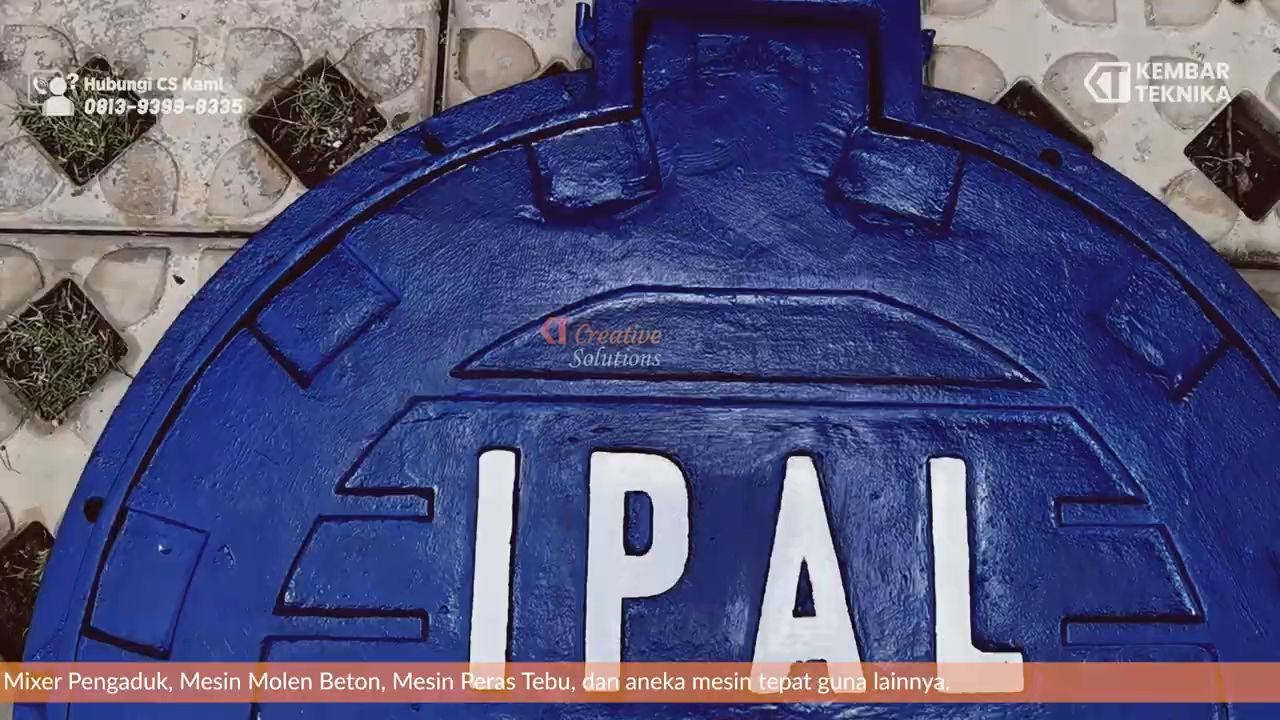 Hubungi CS Kami
0813-9399-8335
KEMBAR
TEKNIKA
Creative
Solutions
IPAL
Mixer Pengaduk, Mesin Molen Beton, Mesin Peras Tebu, dan aneka mesin tepat guna lainnya.